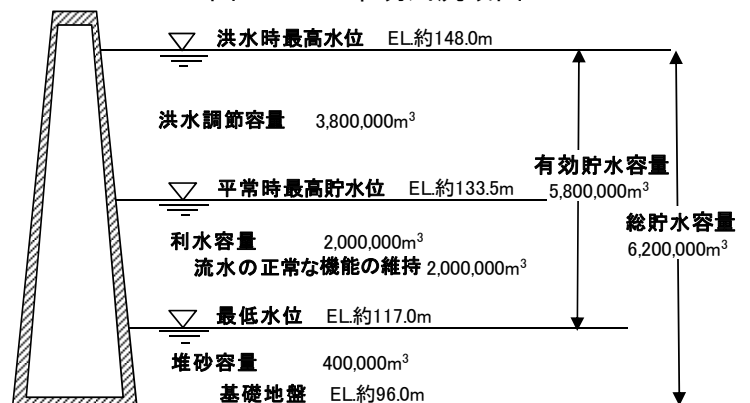 洪水時最高水位 EL.約148.0m
洪水調節容量 3,800,000m³
有効貯水容量
5,800,000m³
平常時最高貯水位 EL.約133.5m
総貯水容量
6,200,000m³
利水容量 2,000,000m³
流水の正常な機能の維持 2,000,000m³
最低水位 EL.約117.0m
堆砂容量 400,000m³
基礎地盤 EL.約96.0m